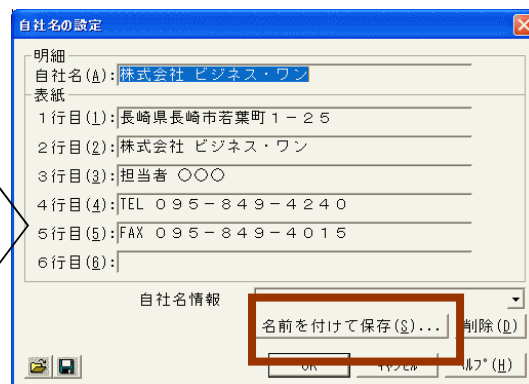 自社名の設定
明細
自社名(A):株式会社 ビジネス・ワン
表紙
1行目(1):長崎県長崎市若葉町1-25
2行目(2):株式会社 ビジネス・ワン
3行目(3):担当者 ○○○
4行目(4):TEL 095-849-4240
5行目(5):FAX 095-849-4015
6行目(6):
自社名情報
名前を付けて保存(S)... 削除(D)
OK キャンセル ヘルプ(H)